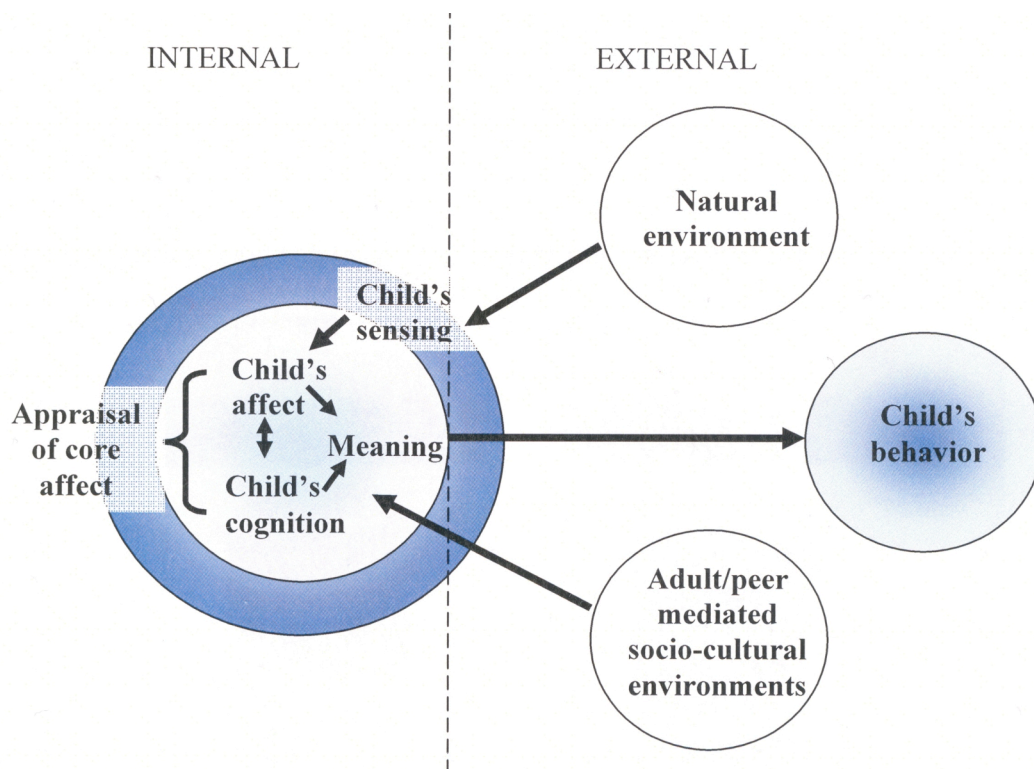 INTERNAL
EXTERNAL
Natural
environment
Child's
sensing
Child's
affect
Appraisal
of core
affect
Meaning
Child's
cognition
Child's
behavior
Adult/peer
mediated
socio-cultural
environments